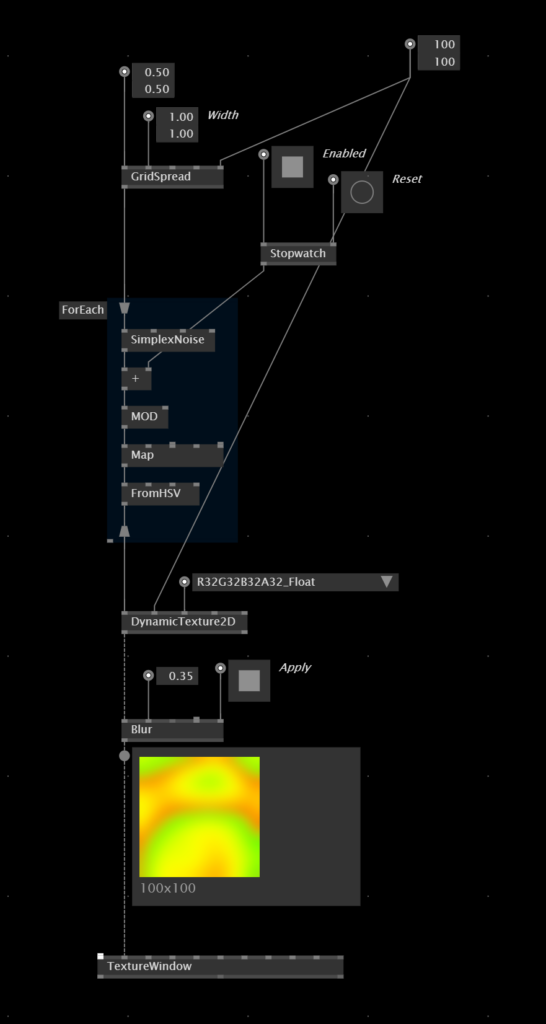 100
100
0.50
0.50
1.00
1.00
Width
Enabled
Reset
GridSpread
Stopwatch
ForEach
SimplexNoise
+
MOD
Map
FromHSV
R32G32B32A32_Float
DynamicTexture2D
0.35
Apply
Blur
100x100
TextureWindow